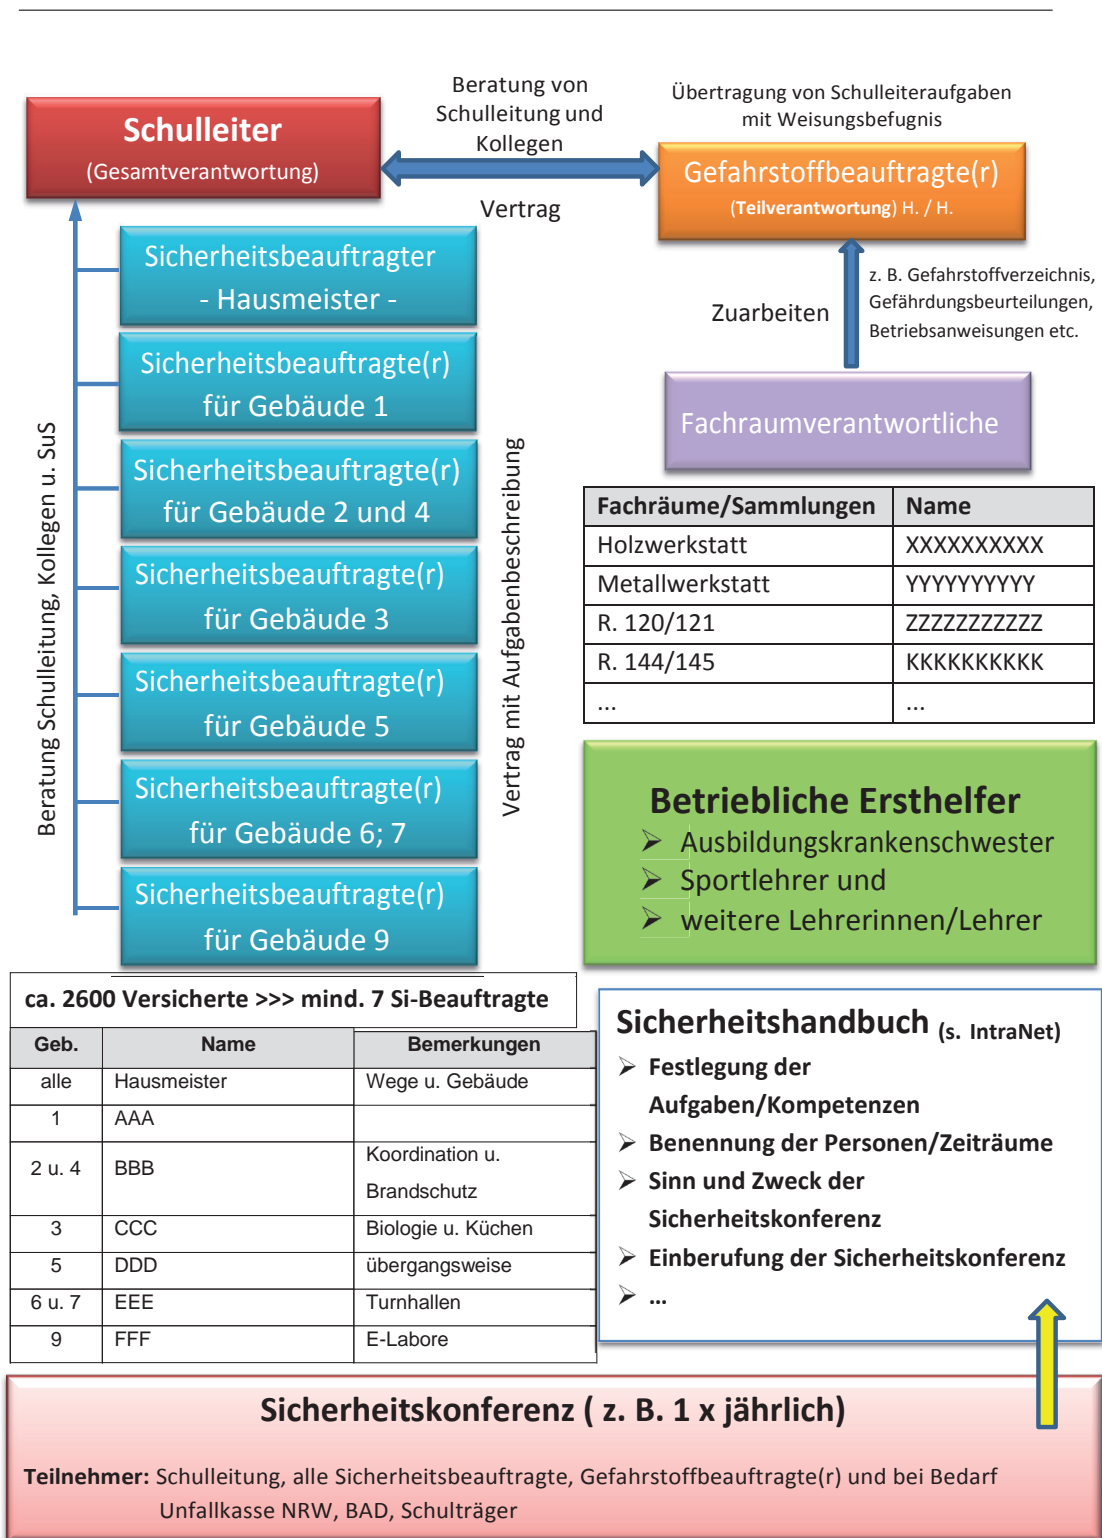 Beratung von
Schulleitung und
Kollegen
Übertragung von Schulleiteraufgaben
mit Weisungsbefugnis
Schulleiter
(Gesamtverantwortung)
Gefahrstoffbeauftragte(r)
(Teilverantwortung) H. / H.
Vertrag
Sicherheitsbeauftragter
- Hausmeister -
Zuarbeiten
z. B. Gefahrstoffverzeichnis,
Gefährdungsbeurteilungen,
Betriebsanweisungen etc.
Sicherheitsbeauftragte(r)
für Gebäude 1
Fachraumverantwortliche
Sicherheitsbeauftragte(r)
für Gebäude 2 und 4
Sicherheitsbeauftragte(r)
für Gebäude 3
Sicherheitsbeauftragte(r)
für Gebäude 5
Sicherheitsbeauftragte(r)
für Gebäude 6; 7
Sicherheitsbeauftragte(r)
für Gebäude 9
Beratung Schulleitung, Kollegen u. SuS
Vertrag mit Aufgabenbeschreibung
Fachräume/Sammlungen Name
Holzwerkstatt XXXXXXXXXX
Metallwerkstatt YYYYYYYYYY
R. 120/121 ZZZZZZZZZZZ
R. 144/145 KKKKKKKKKK
... ...
Betriebliche Ersthelfer
➢ Ausbildungskrankenschwester
➢ Sportlehrer und
➢ weitere Lehrerinnen/Lehrer
ca. 2600 Versicherte >>> mind. 7 Si-Beauftragte
Geb. Name Bemerkungen
alle Hausmeister Wege u. Gebäude
1 AAA
2 u. 4 BBB Koordination u.
Brandschutz
3 CCC Biologie u. Küchen
5 DDD übergangsweise
6 u. 7 EEE Turnhallen
9 FFF E-Labore
Sicherheitshandbuch (s. IntraNet)
➢ Festlegung der
Aufgaben/Kompetenzen
➢ Benennung der Personen/Zeiträume
➢ Sinn und Zweck der
Sicherheitskonferenz
➢ Einberufung der Sicherheitskonferenz
➢ ...
Sicherheitskonferenz ( z. B. 1 x jährlich)
Teilnehmer: Schulleitung, alle Sicherheitsbeauftragte, Gefahrstoffbeauftragte(r) und bei Bedarf
Unfallkasse NRW, BAD, Schulträger